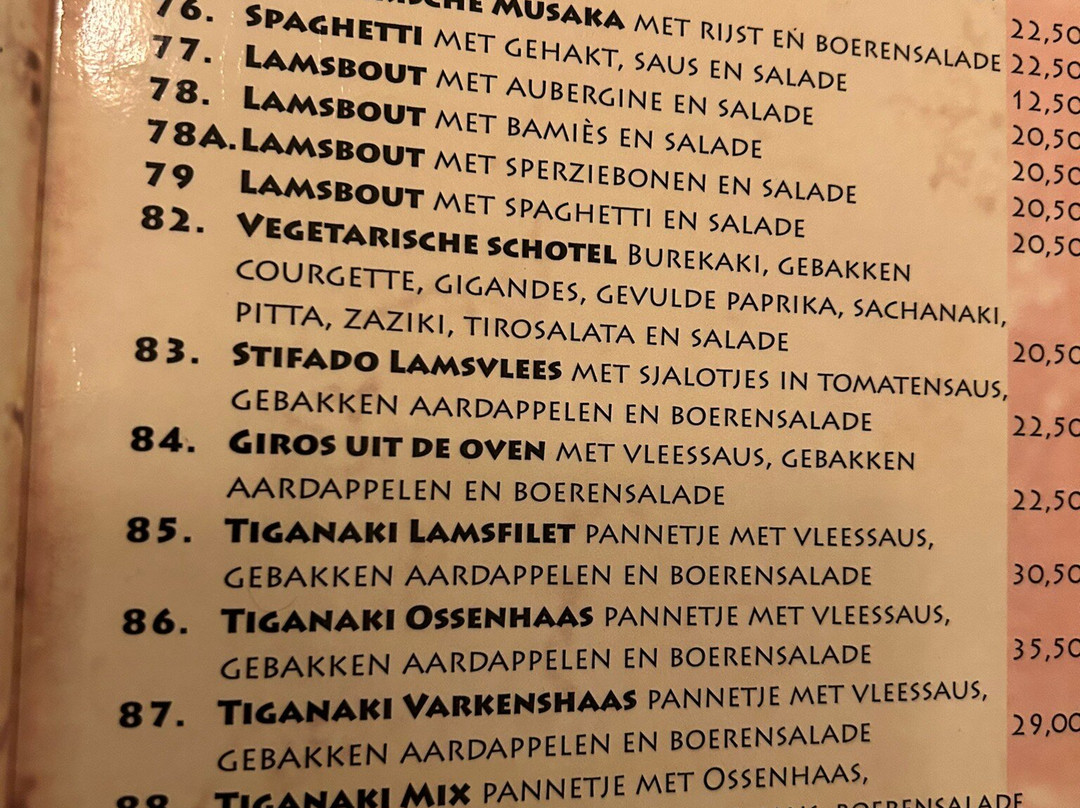 22,50
MUSAKA MET RIJST EN BOERENSALADE 22,50
76. SPAGHETTI MET GEHAKT, SAUS EN SALADE 12,50
77. LAMSBOUT MET AUBERGINE EN SALADE 20,50
78. LAMSBOUT MET BAMIÈS EN SALADE 20,50
78A. LAMSBOUT MET SPERZIEBONEN EN SALADE 20,50
79 LAMSBOUT MET SPAGHETTI EN SALADE 20,50
82. VEGETARISCHE SCHOTEL BUREKAKI, GEBAKKEN
COURGETTE, GIGANDES, GEVULDE PAPRIKA, SACHANAKI,
PITTA, ZAZIKI, TIROSALATA EN SALADE 20,50
83. STIFADO LAMSVLEES MET SJALOTJES IN TOMATENSAUS,
GEBAKKEN AARDAPPELEN EN BOERENSALADE 22,50
84. GIROS UIT DE OVEN MET VLEESSAUS, GEBAKKEN
AARDAPPELEN EN BOERENSALADE 22,50
85. TIGANAKI LAMSFILET PANNETJE MET VLEESSAUS,
GEBAKKEN AARDAPPELEN EN BOERENSALADE 30,50
86. TIGANAKI OSSENHAAS PANNETJE MET VLEESSAUS,
GEBAKKEN AARDAPPELEN EN BOERENSALADE 35,50
87. TIGANAKI VARKENSHAAS PANNETJE MET VLEESSAUS,
GEBAKKEN AARDAPPELEN EN BOERENSALADE 29,00
88. TIGANAKI MIX PANNETJE MET OSSENHAAS,
BOERENSALADE